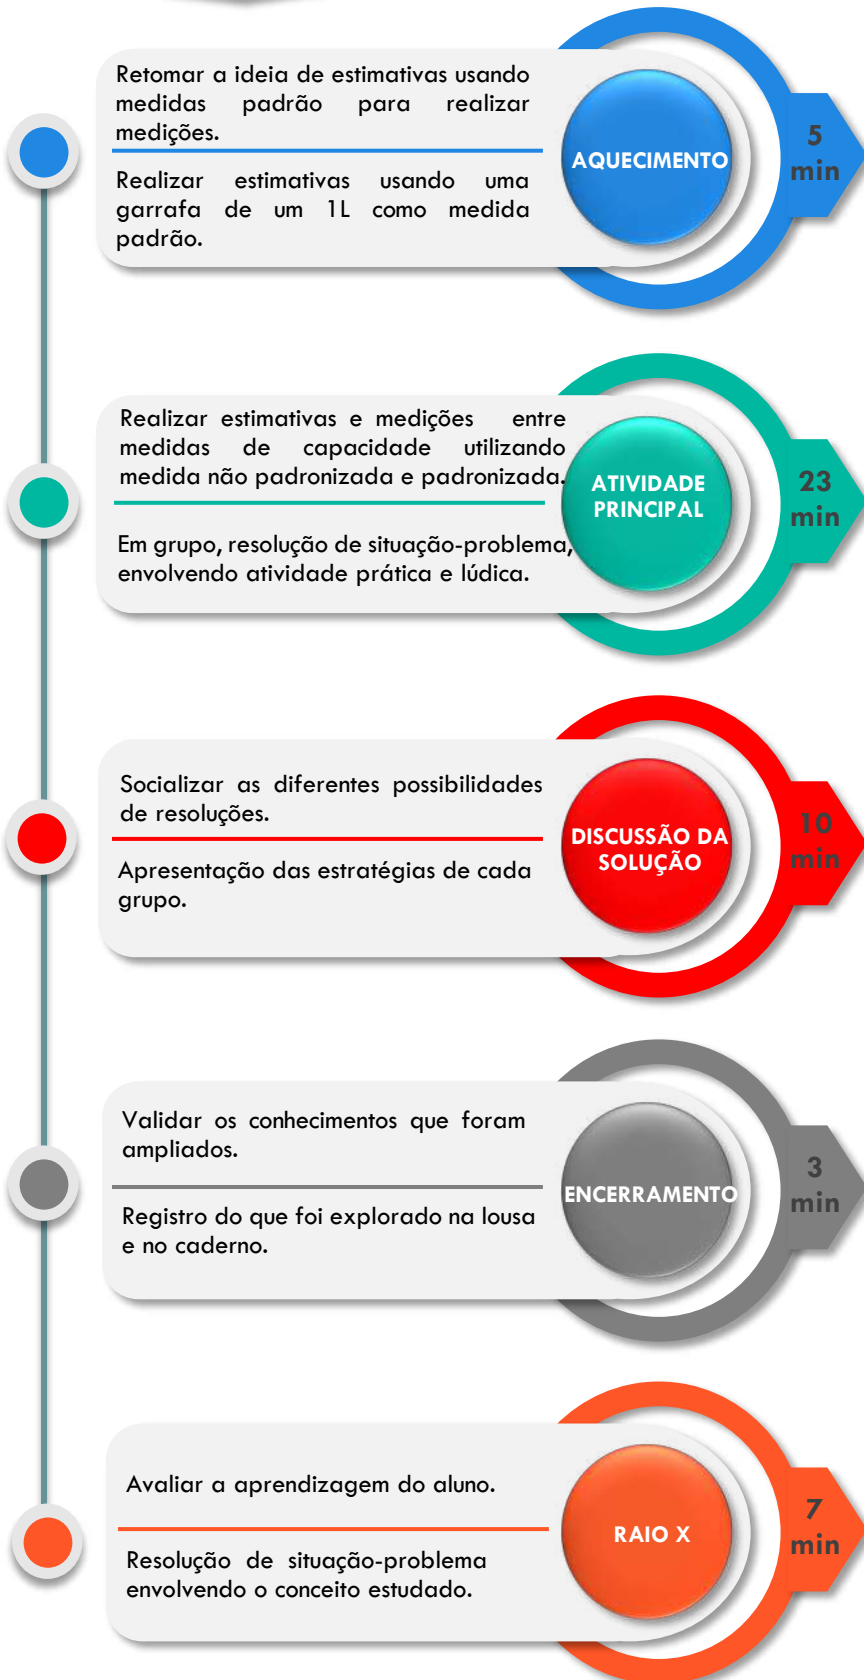 Retomar a ideia de estimativas usando
medidas padrão para realizar
medições.
Realizar estimativas usando uma
garrafa de um 1L como medida
padrão.
AQUECIMENTO
5
min
Realizar estimativas e medições entre
medidas de capacidade utilizando
medida não padronizada e padronizada.
Em grupo, resolução de situação-problema,
envolvendo atividade prática e lúdica.
ATIVIDADE
PRINCIPAL
23
min
Socializar as diferentes possibilidades
de resoluções.
Apresentação das estratégias de cada
grupo.
DISCUSSÃO DA
SOLUÇÃO
10
min
Validar os conhecimentos que foram
ampliados.
Registro do que foi explorado na lousa
e no caderno.
ENCERRAMENTO
3
min
Avaliar a aprendizagem do aluno.
Resolução de situação-problema
envolvendo o conceito estudado.
RAIO X
7
min